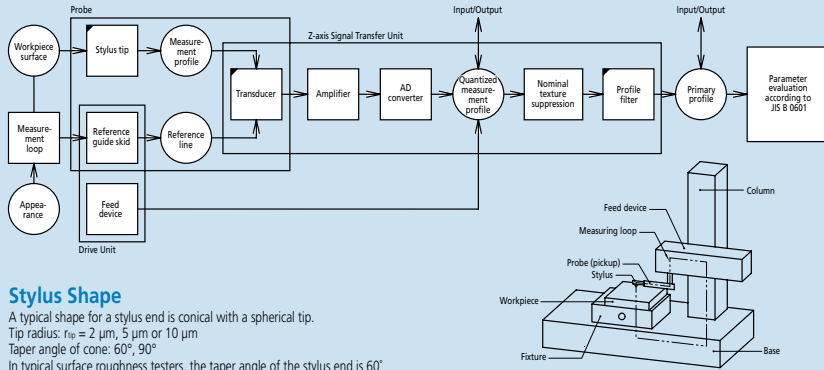 Probe
Input/Output
Input/Output
Z-axis Signal Transfer Unit
Workpiece
surface
Stylus tip
Measure-
ment
profile
Transducer
Amplifier
AD
converter
Quantized
measure-
ment
profile
Nominal
texture
suppression
Profile
filter
Primary
profile
Parameter
evaluation
according to
JIS B 0601
Measure-
ment
loop
Reference
guide skid
Reference
line
Appea-
rance
Feed
device
Drive Unit
Column
Feed device
Measuring loop
Probe (pickup)
Stylus
Workpiece
Fixture
Base
Stylus Shape
A typical shape for a stylus end is conical with a spherical tip.
Tip radius: rtip = 2 µm, 5 µm or 10 µm
Taper angle of cone: 60°, 90°
In typical surface roughness testers, the taper angle of the stylus end is 60˚